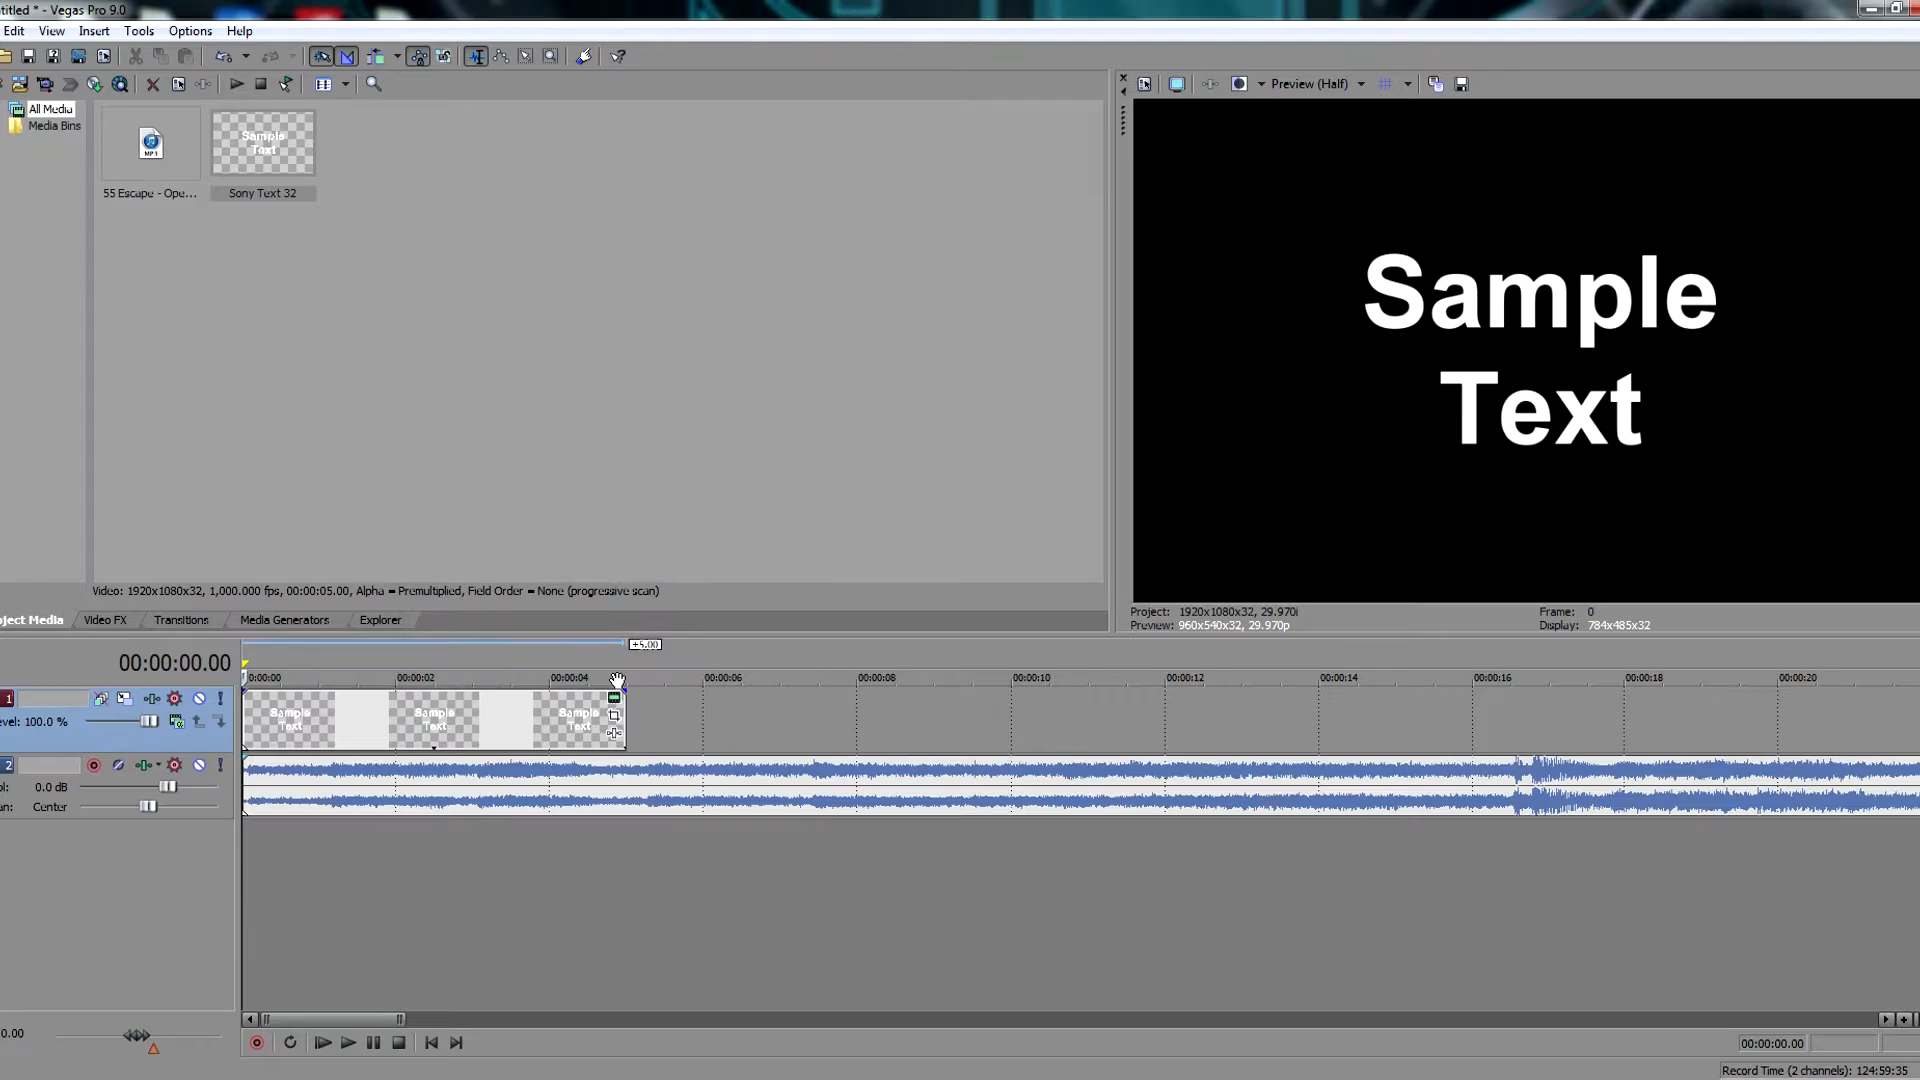 ntitled * - Vegas Pro 9.0
Edit View Insert Tools Options Help
Preview (Half)
All Media
Media Bins
MP3
Sample
Text
55 Escape - Ope...
Sony Text 32
Sample
Text
Video: 1920x1080x32, 1,000.000 fps, 00:00:05.00, Alpha = Premultiplied, Field Order = None (progressive scan)
oject Media Video FX Transitions Media Generators Explorer
Project: 1920x1080x32, 29.970i
Preview: 960x540x32, 29.970p
Frame: 0
Display: 784x485x32
00:00:00.00
+5.00
0:00:00 00:00:02 00:00:04 00:00:06 00:00:08 00:00:10 00:00:12 00:00:14 00:00:16 00:00:18 00:00:20
1
evel: 100.0 %
Sample
Text
Sample
Text
Sample
Text
2
ol: 0.0 dB
an: Center
0.00
00:00:00.00
Record Time (2 channels): 124:59:35